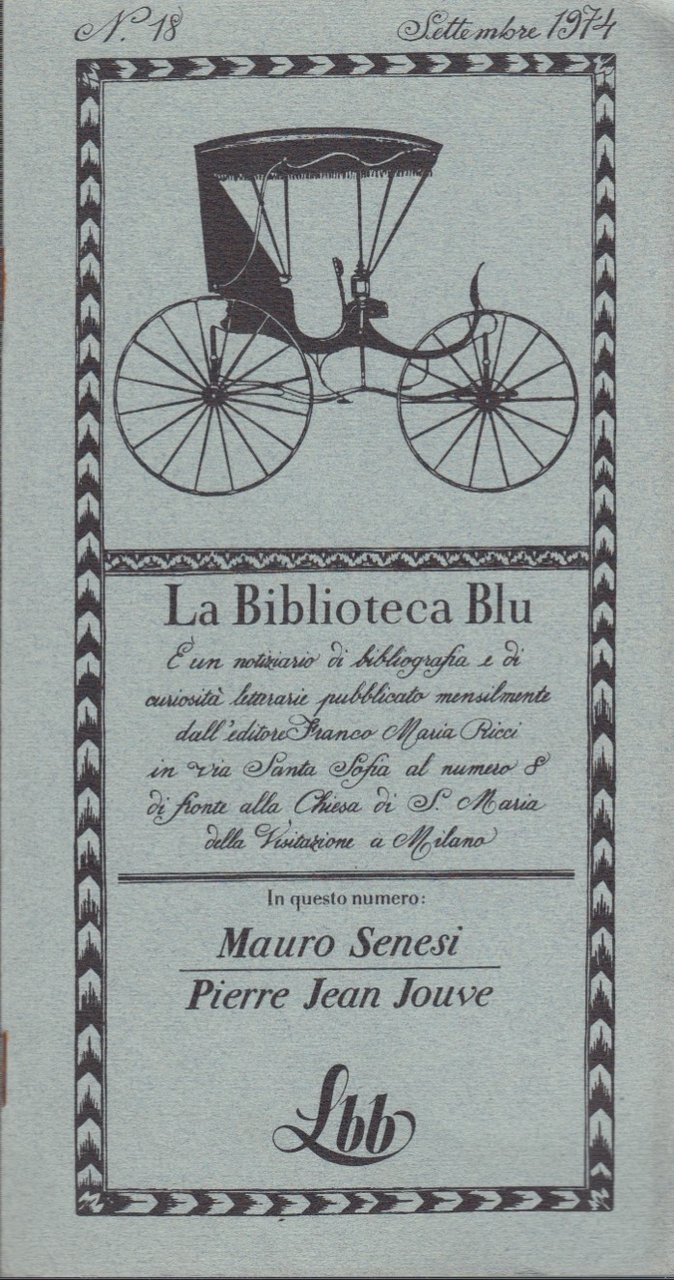 N. 18
Settembre 1974
La Biblioteca Blu
È un notiziario di bibliografia e di
curiosità letterarie pubblicato mensilmente
dall'editore Franco Maria Ricci
in via Santa Sofia al numero 8
di fronte alla Chiesa di S. Maria
della Visitazione a Milano
In questo numero:
Mauro Senesi
Pierre Jean Jouve
Lbb